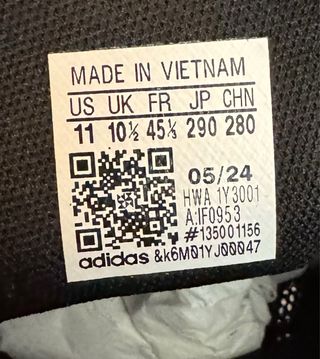 MADE IN VIETNAM
US UK FR JP CHN
11 10½ 45⅓ 290 280
05/24
HWA 1Y3001
A:IF0953
#135001156
adidas &k6M01YJ00047